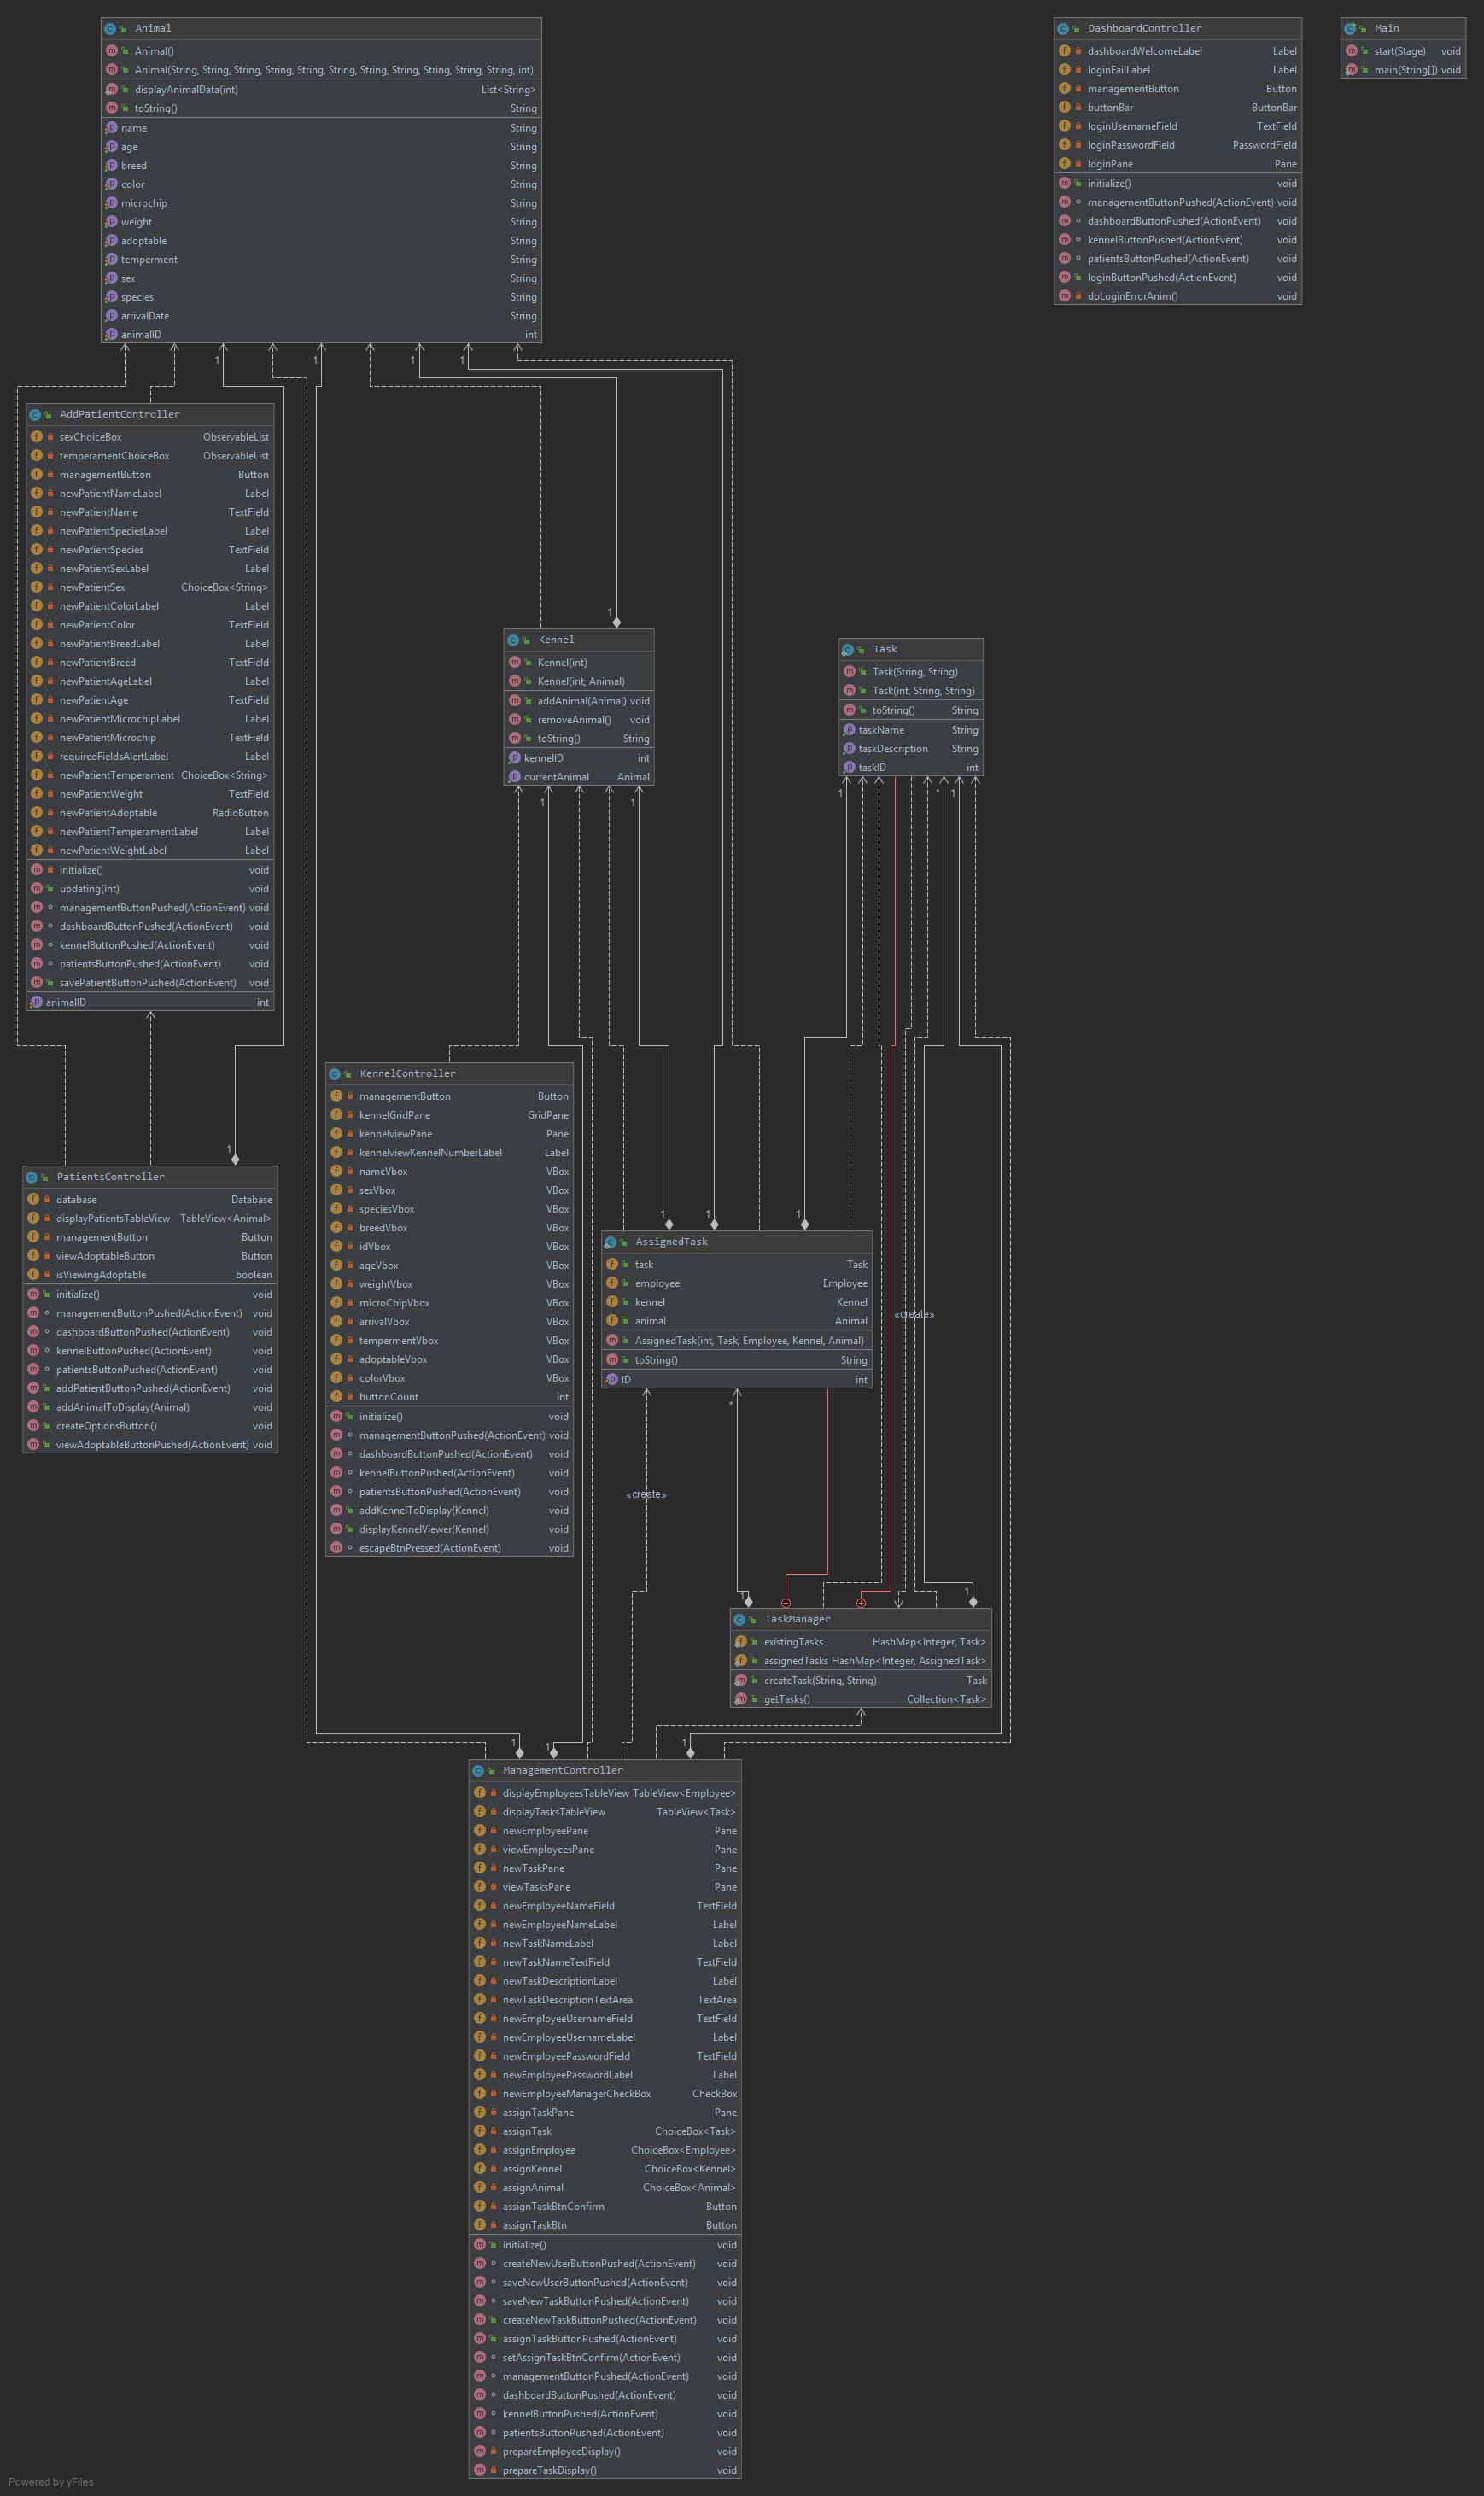 Animal
Animal()
Animal(String, String, String, String, String, String, String, String, String, String, String, int)
displayAnimalData(int) List<String>
toString() String
name String
age String
breed String
color String
microchip String
weight String
adoptable String
temperment String
sex String
species String
arrivalDate String
animalID int
DashboardController
dashboardWelcomeLabel Label
loginFailLabel Label
managementButton Button
buttonBar ButtonBar
loginUsernameField TextField
loginPasswordField PasswordField
loginPane Pane
initialize() void
managementButtonPushed(ActionEvent) void
dashboardButtonPushed(ActionEvent) void
kennelButtonPushed(ActionEvent) void
patientsButtonPushed(ActionEvent) void
loginButtonPushed(ActionEvent) void
doLoginErrorAnim() void
Main
start(Stage) void
main(String[]) void
1 1 1 1
AddPatientController
sexChoiceBox ObservableList
temperamentChoiceBox ObservableList
managementButton Button
newPatientNameLabel Label
newPatientName TextField
newPatientSpeciesLabel Label
newPatientSpecies TextField
newPatientSexLabel Label
newPatientSex ChoiceBox<String>
newPatientColorLabel Label
newPatientColor TextField
newPatientBreedLabel Label
newPatientBreed TextField
newPatientAgeLabel Label
newPatientAge TextField
newPatientMicrochipLabel Label
newPatientMicrochip TextField
requiredFieldsAlertLabel Label
newPatientTemperament ChoiceBox<String>
newPatientWeight TextField
newPatientAdoptable RadioButton
newPatientTemperamentLabel Label
newPatientWeightLabel Label
initialize() void
updating(int) void
managementButtonPushed(ActionEvent) void
dashboardButtonPushed(ActionEvent) void
kennelButtonPushed(ActionEvent) void
patientsButtonPushed(ActionEvent) void
savePatientButtonPushed(ActionEvent) void
animalID int
1
Kennel
Kennel(int)
Kennel(int, Animal)
addAnimal(Animal) void
removeAnimal() void
toString() String
kennelID int
currentAnimal Animal
1 1
Task
Task(String, String)
Task(int, String, String)
toString() String
taskName String
taskDescription String
taskID int
1 * 1
1
PatientsController
database Database
displayPatientsTableView TableView<Animal>
managementButton Button
viewAdoptableButton Button
isViewingAdoptable boolean
initialize() void
managementButtonPushed(ActionEvent) void
dashboardButtonPushed(ActionEvent) void
kennelButtonPushed(ActionEvent) void
patientsButtonPushed(ActionEvent) void
addPatientButtonPushed(ActionEvent) void
addAnimalToDisplay(Animal) void
createOptionsButton() void
viewAdoptableButtonPushed(ActionEvent) void
KennelController
managementButton Button
kennelGridPane GridPane
kennelviewPane Pane
kennelviewKennelNumberLabel Label
nameVbox VBox
sexVbox VBox
speciesVbox VBox
breedVbox VBox
idVbox VBox
ageVbox VBox
weightVbox VBox
microChipVbox VBox
arrivalVbox VBox
tempermentVbox VBox
adoptableVbox VBox
colorVbox VBox
buttonCount int
initialize() void
managementButtonPushed(ActionEvent) void
dashboardButtonPushed(ActionEvent) void
kennelButtonPushed(ActionEvent) void
patientsButtonPushed(ActionEvent) void
addKennelToDisplay(Kennel) void
displayKennelViewer(Kennel) void
escapeBtnPressed(ActionEvent) void
1 1 1
AssignedTask
task Task
employee Employee
kennel Kennel
animal Animal
AssignedTask(int, Task, Employee, Kennel, Animal)
toString() String
ID int
«create»
*
«create»
1 1
TaskManager
existingTasks HashMap<Integer, Task>
assignedTasks HashMap<Integer, AssignedTask>
createTask(String, String) Task
getTasks() Collection<Task>
1 1 1
ManagementController
displayEmployeesTableView TableView<Employee>
displayTasksTableView TableView<Task>
newEmployeePane Pane
viewEmployeesPane Pane
newTaskPane Pane
viewTasksPane Pane
newEmployeeNameField TextField
newEmployeeNameLabel Label
newTaskNameLabel Label
newTaskNameTextField TextField
newTaskDescriptionLabel Label
newTaskDescriptionTextArea TextArea
newEmployeeUsernameField TextField
newEmployeeUsernameLabel Label
newEmployeePasswordField TextField
newEmployeePasswordLabel Label
newEmployeeManagerCheckBox CheckBox
assignTaskPane Pane
assignTask ChoiceBox<Task>
assignEmployee ChoiceBox<Employee>
assignKennel ChoiceBox<Kennel>
assignAnimal ChoiceBox<Animal>
assignTaskBtnConfirm Button
assignTaskBtn Button
initialize() void
createNewUserButtonPushed(ActionEvent) void
saveNewUserButtonPushed(ActionEvent) void
saveNewTaskButtonPushed(ActionEvent) void
createNewTaskButtonPushed(ActionEvent) void
assignTaskButtonPushed(ActionEvent) void
setAssignTaskBtnConfirm(ActionEvent) void
managementButtonPushed(ActionEvent) void
dashboardButtonPushed(ActionEvent) void
kennelButtonPushed(ActionEvent) void
patientsButtonPushed(ActionEvent) void
prepareEmployeeDisplay() void
prepareTaskDisplay() void
Powered by yFiles